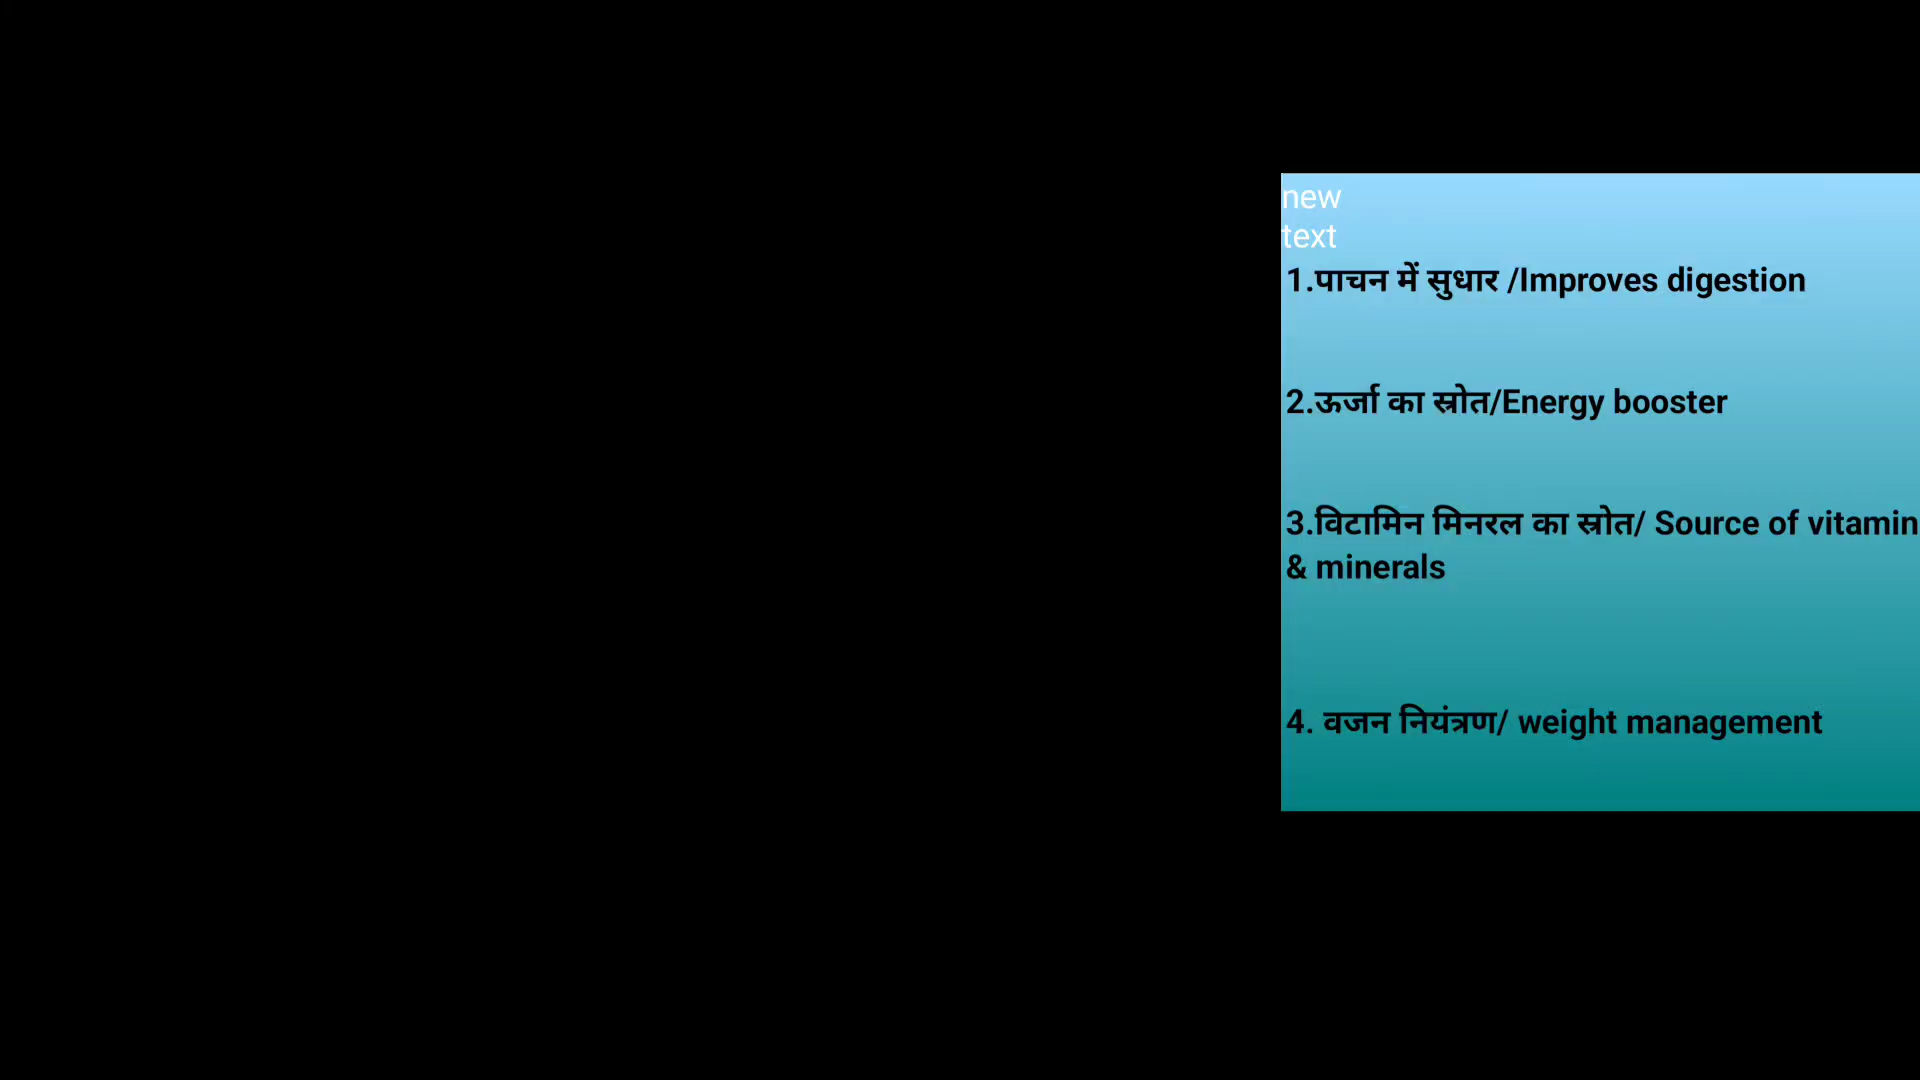 new
text
1.पाचन में सुधार /Improves digestion
2.ऊर्जा का स्रोत/Energy booster
3.विटामिन मिनरल का स्रोत/ Source of vitamin
& minerals
4. वजन नियंत्रण/ weight management